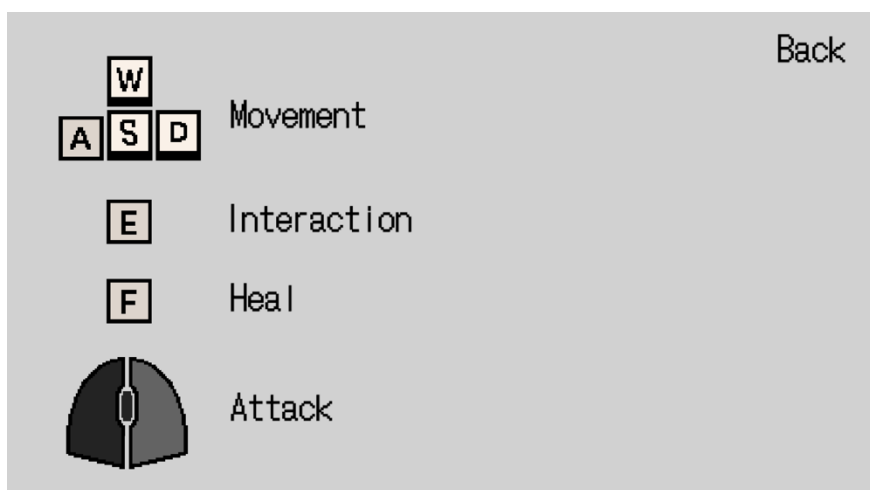 Back
W
A S D Movement
E Interaction
F Heal
Attack